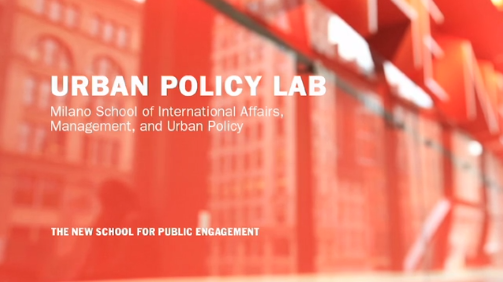 URBAN POLICY LAB
Milano School of International Affairs,
Management, and Urban Policy
THE NEW SCHOOL FOR PUBLIC ENGAGEMENT